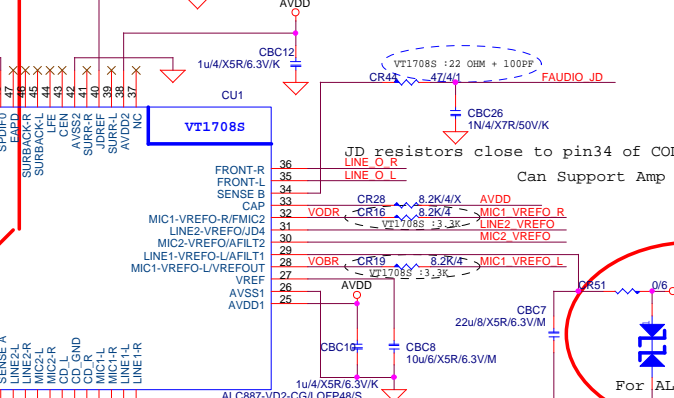 AVDD
CBC12
1u/4/X5R/6.3V/K
VT1708S :22 OHM + 100PF
CR44 47/4/1 FAUDIO_JD
CU1
CBC26
1N/4/X7R/50V/K
47
46
45
44
43
42
41
40
39
38
37
SPDIFO
EAPD
SURBACK-R
SURBACK-L
LFE
CEN
AVSS2
SURR-R
JDREF
SURR-L
AVDD2
NC
VT1708S
JD resistors close to pin34 of COD
Can Support Amp
FRONT-R 36 LINE_O_R
FRONT-L 35 LINE_O_L
SENSE B 34
CAP 33 CR28 8.2K/4/X AVDD
MIC1-VREFO-R/FMIC2 32 VODR CR16 8.2K/4 MIC1_VREFO_R
VT1708S :3.3K
LINE2-VREFO/JD4 31 LINE2_VREFO
MIC2-VREFO/AFILT2 30 MIC2_VREFO
LINE1-VREFO-L/AFILT1 29
MIC1-VREFO-L/VREFOUT 28 VOBR CR19 8.2K/4 MIC1_VREFO_L
VT1708S :3.3K
VREF 27
AVSS1 26
AVDD1 25
AVDD
CR51 0/6
CBC7
22u/8/X5R/6.3V/M
CBC8
10u/6/X5R/6.3V/M
1u/4/X5R/6.3V/K
SENSE A
LINE2-L
LINE2-R
MIC2-L
MIC2-R
CD_L
CD_GND
CD_R
MIC1-L
MIC1-R
LINE1-L
LINE1-R
For AL
ALC887-VD2-CG/LQFP48/S